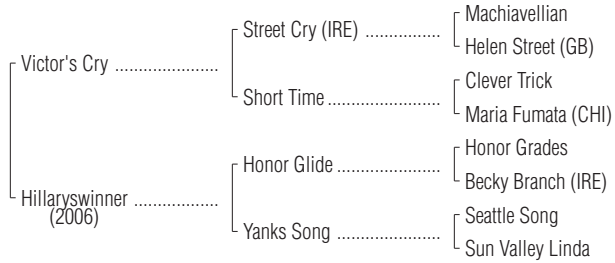 Machiavellian
Street Cry (IRE) ..................
Helen Street (GB)
Victor's Cry ........................
Clever Trick
Short Time .........................
Maria Fumata (CHI)
Honor Grades
Honor Glide .......................
Becky Branch (IRE)
Hillaryswinner ...................
(2006)
Seattle Song
Yanks Song .......................
Sun Valley Linda